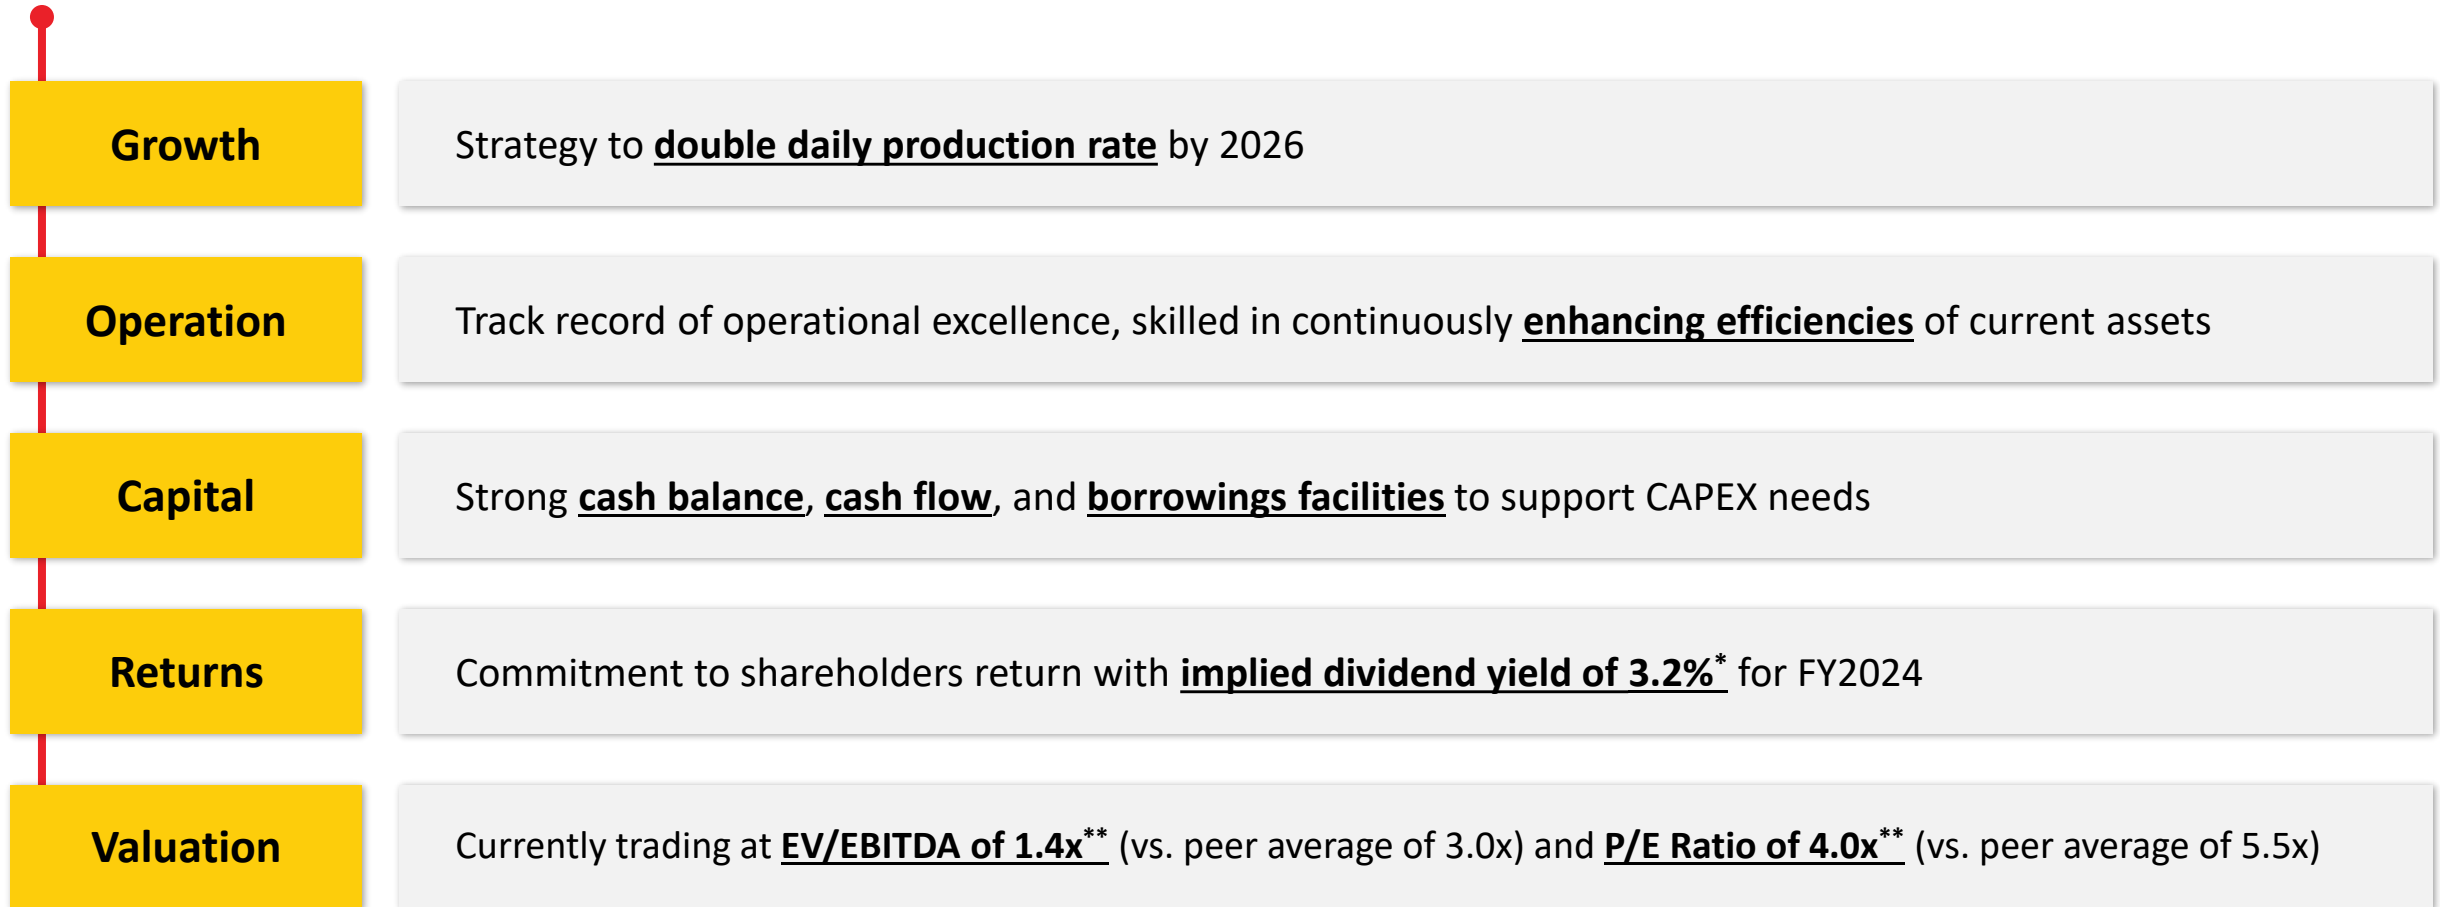 Growth
Strategy to double daily production rate by 2026
Operation
Track record of operational excellence, skilled in continuously enhancing efficiencies of current assets
Capital
Strong cash balance, cash flow, and borrowings facilities to support CAPEX needs
Returns
Commitment to shareholders return with implied dividend yield of 3.2%* for FY2024
Valuation
Currently trading at EV/EBITDA of 1.4x** (vs. peer average of 3.0x) and P/E Ratio of 4.0x** (vs. peer average of 5.5x)